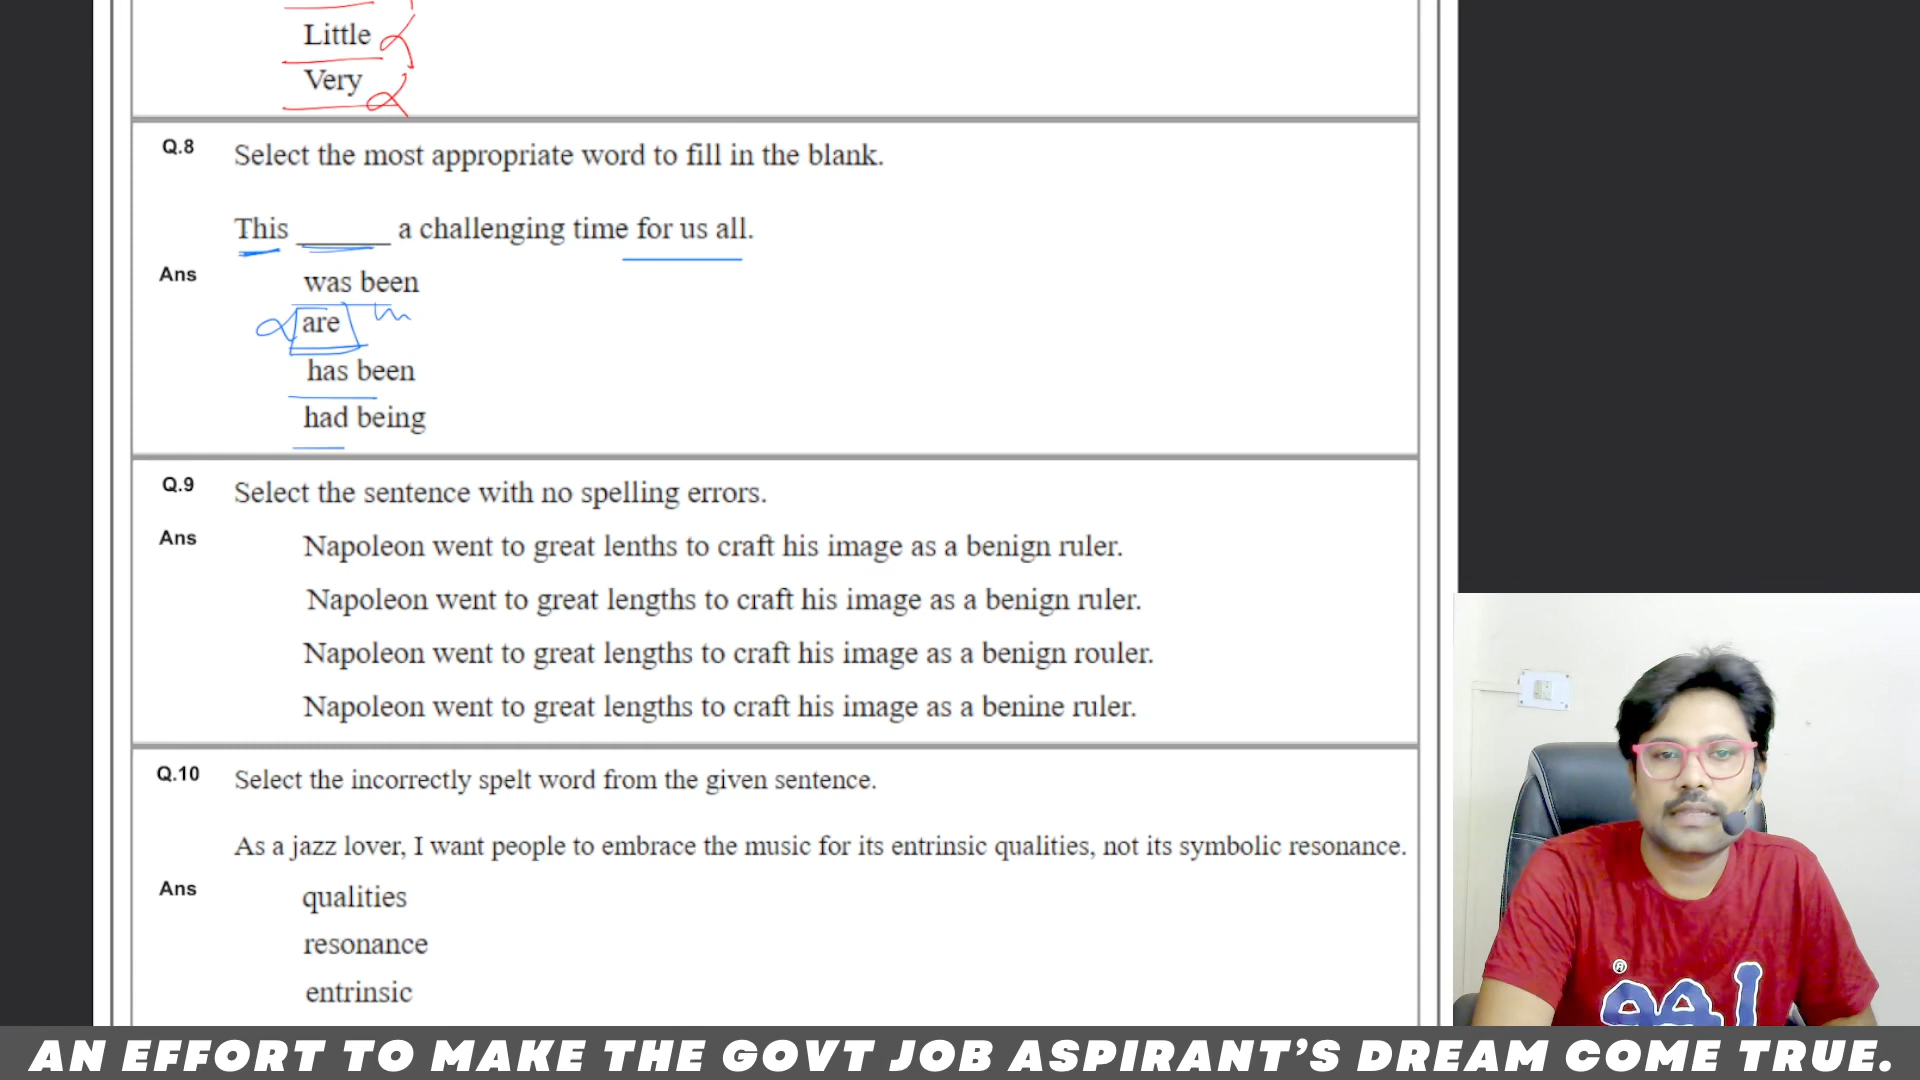 Little
Very
Q.8 Select the most appropriate word to fill in the blank.
This ______ a challenging time for us all.
Ans was been
are
has been
had being
Q.9 Select the sentence with no spelling errors.
Ans Napoleon went to great lenths to craft his image as a benign ruler.
Napoleon went to great lengths to craft his image as a benign ruler.
Napoleon went to great lengths to craft his image as a benign rouler.
Napoleon went to great lengths to craft his image as a benine ruler.
Q.10 Select the incorrectly spelt word from the given sentence.
As a jazz lover, I want people to embrace the music for its entrinsic qualities, not its symbolic resonance.
Ans qualities
resonance
entrinsic
AN EFFORT TO MAKE THE GOVT JOB ASPIRANT'S DREAM COME TRUE.